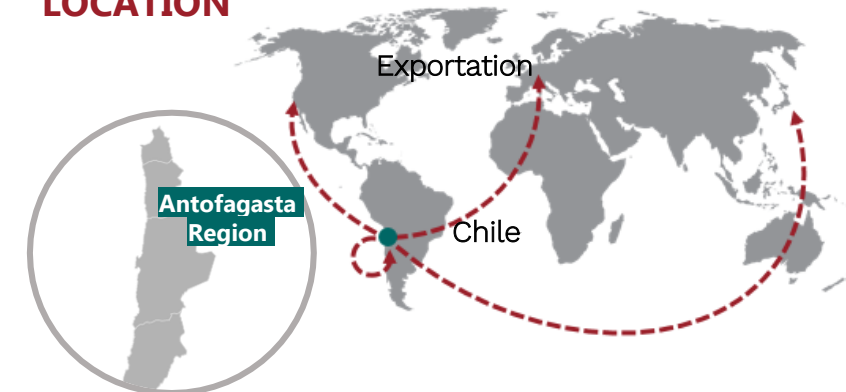 LOCATION
Exportation
Antofagasta
Region
Chile